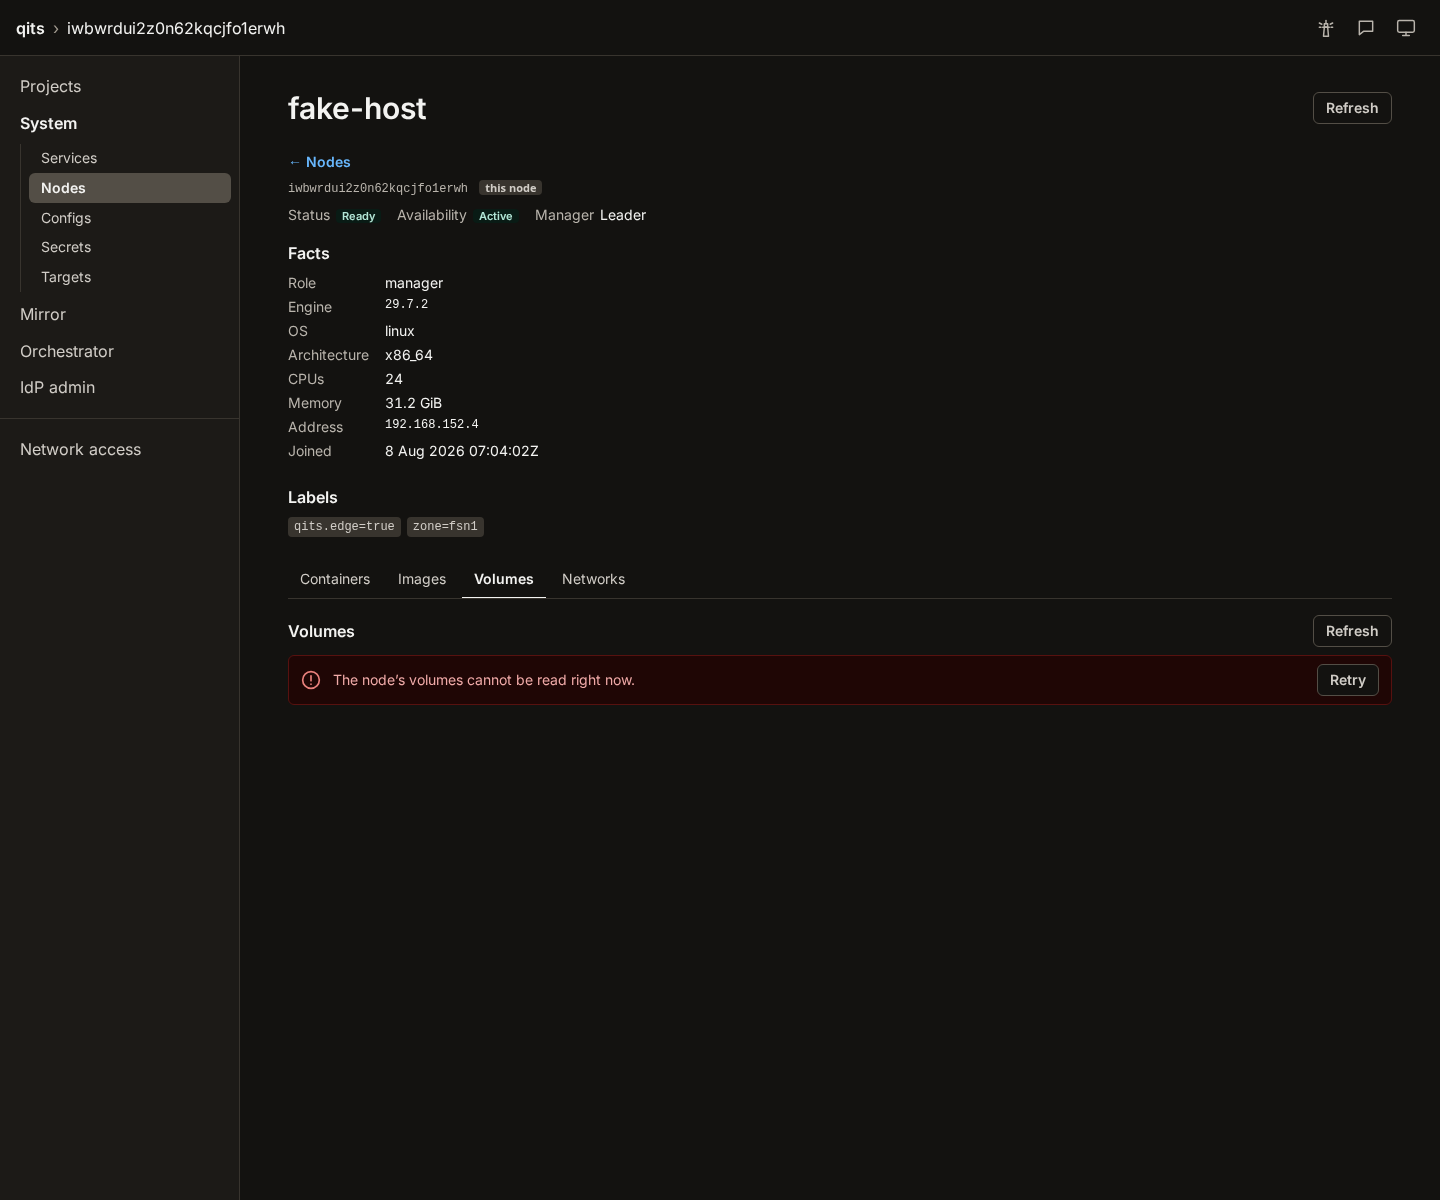 qits › iwbwrdui2z0n62kqcjfo1erwh
Projects
System
Services
Nodes
Configs
Secrets
Targets
Mirror
Orchestrator
IdP admin
Network access
fake-host
Refresh
← Nodes
iwbwrdui2z0n62kqcjfo1erwh this node
Status Ready Availability Active Manager Leader
Facts
Role manager
Engine 29.7.2
OS linux
Architecture x86_64
CPUs 24
Memory 31.2 GiB
Address 192.168.152.4
Joined 8 Aug 2026 07:04:02Z
Labels
qits.edge=true zone=fsn1
Containers Images Volumes Networks
Volumes Refresh
The node’s volumes cannot be read right now. Retry